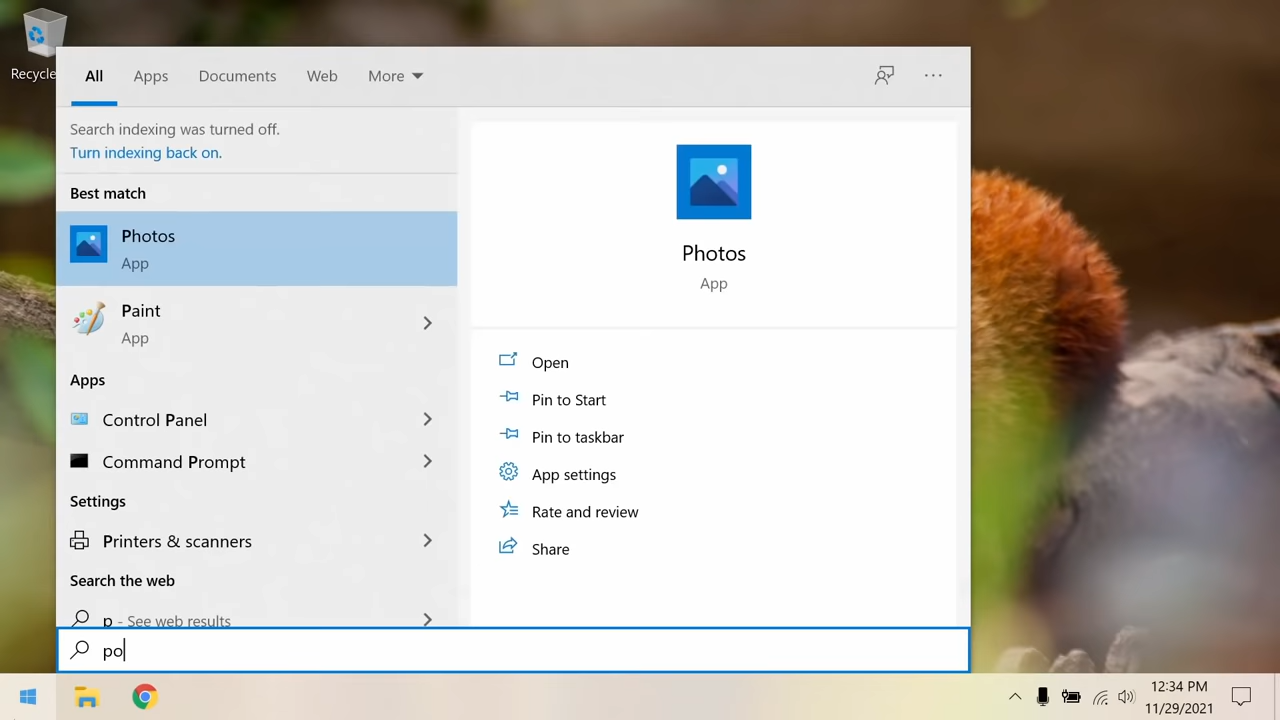 Recycle
All Apps Documents Web More
Search indexing was turned off.
Turn indexing back on.
Best match
Photos
App
Paint
App
Apps
Control Panel
Command Prompt
Settings
Printers & scanners
Search the web
p - See web results
po
Photos
App
Open
Pin to Start
Pin to taskbar
App settings
Rate and review
Share
12:34 PM
11/29/2021